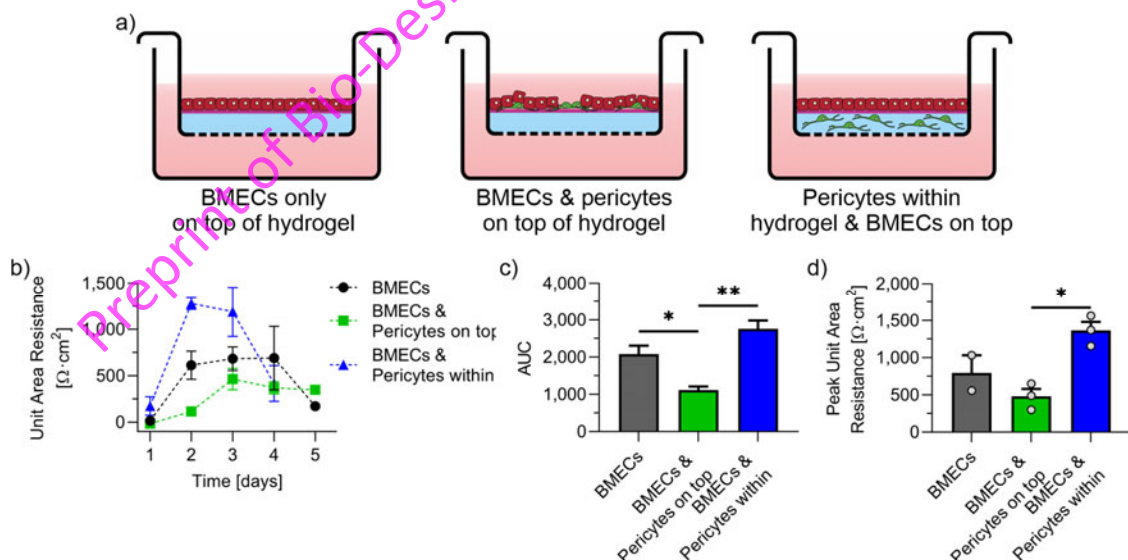 a)
Preprint of Bio-Des
BMECs only
on top of hydrogel
BMECs & pericytes
on top of hydrogel
Pericytes within
hydrogel & BMECs on top
b)
Unit Area Resistance
[Ω·cm²]
1,500
1,000
500
0
1 2 3 4 5
Time [days]
BMECs
BMECs &
Pericytes on top
BMECs &
Pericytes within
c)
AUC
4,000
3,000
2,000
1,000
0
*
**
BMECs
BMECs &
Pericytes on top
BMECs &
Pericytes within
d)
Peak Unit Area
Resistance [Ω·cm²]
2,000
1,500
1,000
500
0
*
BMECs
BMECs &
Pericytes on top
BMECs &
Pericytes within